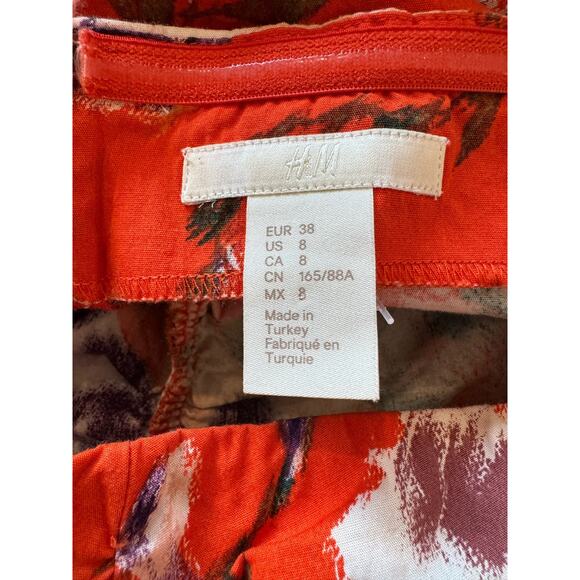 H&M
EUR 38
US 8
CA 8
CN 165/88A
MX 8
Made in
Turkey
Fabriqué en
Turquie